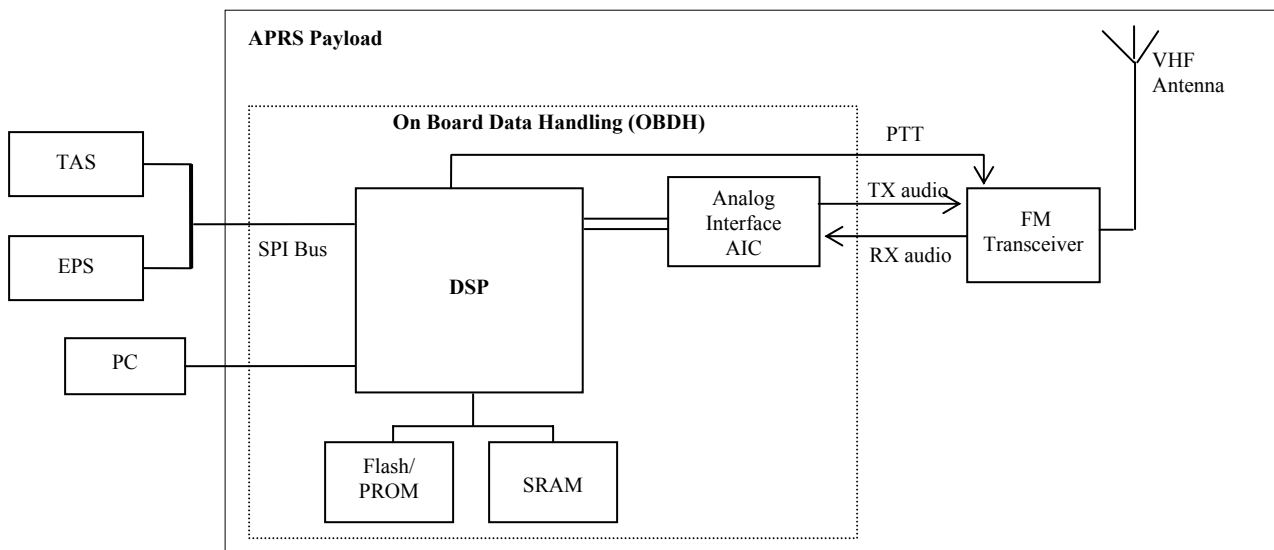 APRS Payload
VHF
Antenna
On Board Data Handling (OBDH)
PTT
TAS
EPS
SPI Bus
PC
DSP
Analog
Interface
AIC
TX audio
RX audio
FM
Transceiver
Flash/
PROM
SRAM